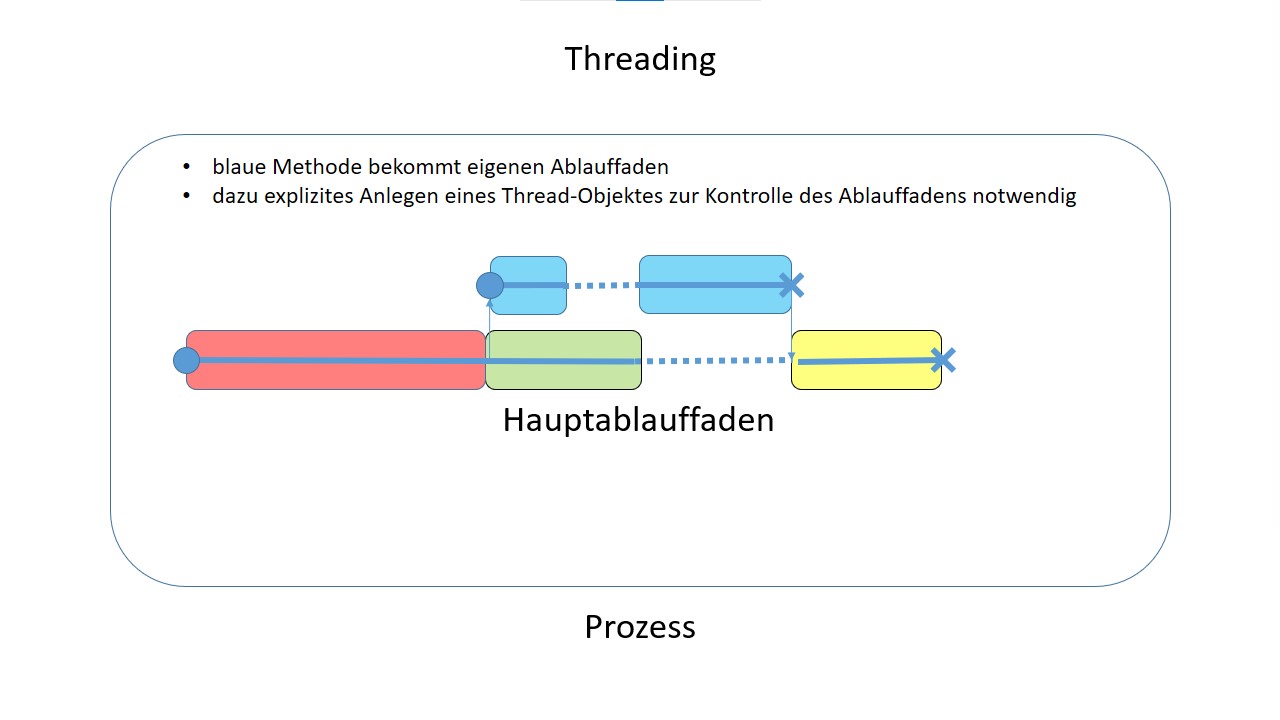 Threading
• blaue Methode bekommt eigenen Ablauffaden
• dazu explizites Anlegen eines Thread-Objektes zur Kontrolle des Ablauffadens notwendig
Hauptablauffaden
Prozess